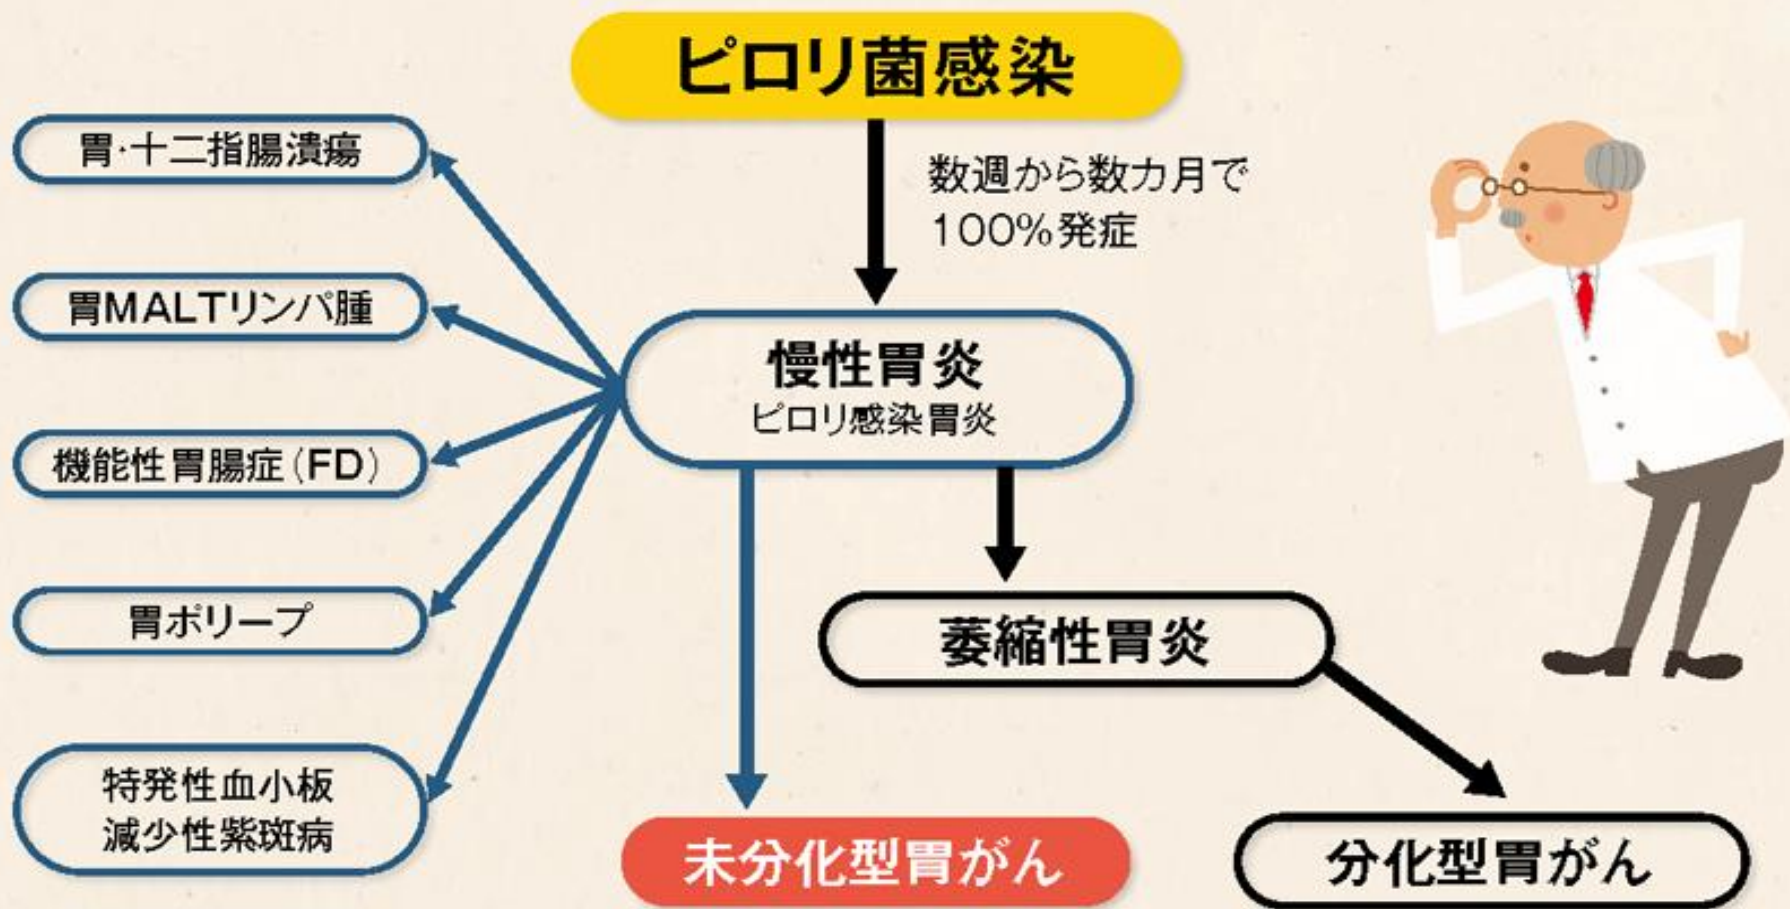 ピロリ菌感染
数週から数カ月で
100%発症
慢性胃炎
ピロリ感染胃炎
胃・十二指腸潰瘍
胃MALTリンパ腫
機能性胃腸症(FD)
胃ポリープ
特発性血小板
減少性紫斑病
萎縮性胃炎
未分化型胃がん
分化型胃がん